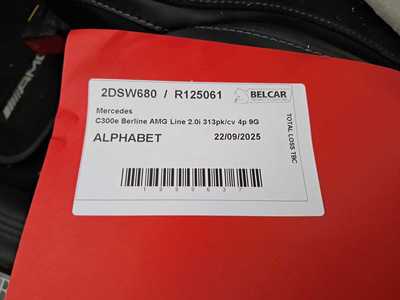 2DSW680 / R125061
BELCAR
Mercedes
C300e Berline AMG Line 2.0i 313pk/cv 4p 9G
ALPHABET
22/09/2025
TOTAL LOSS TBC
AMG